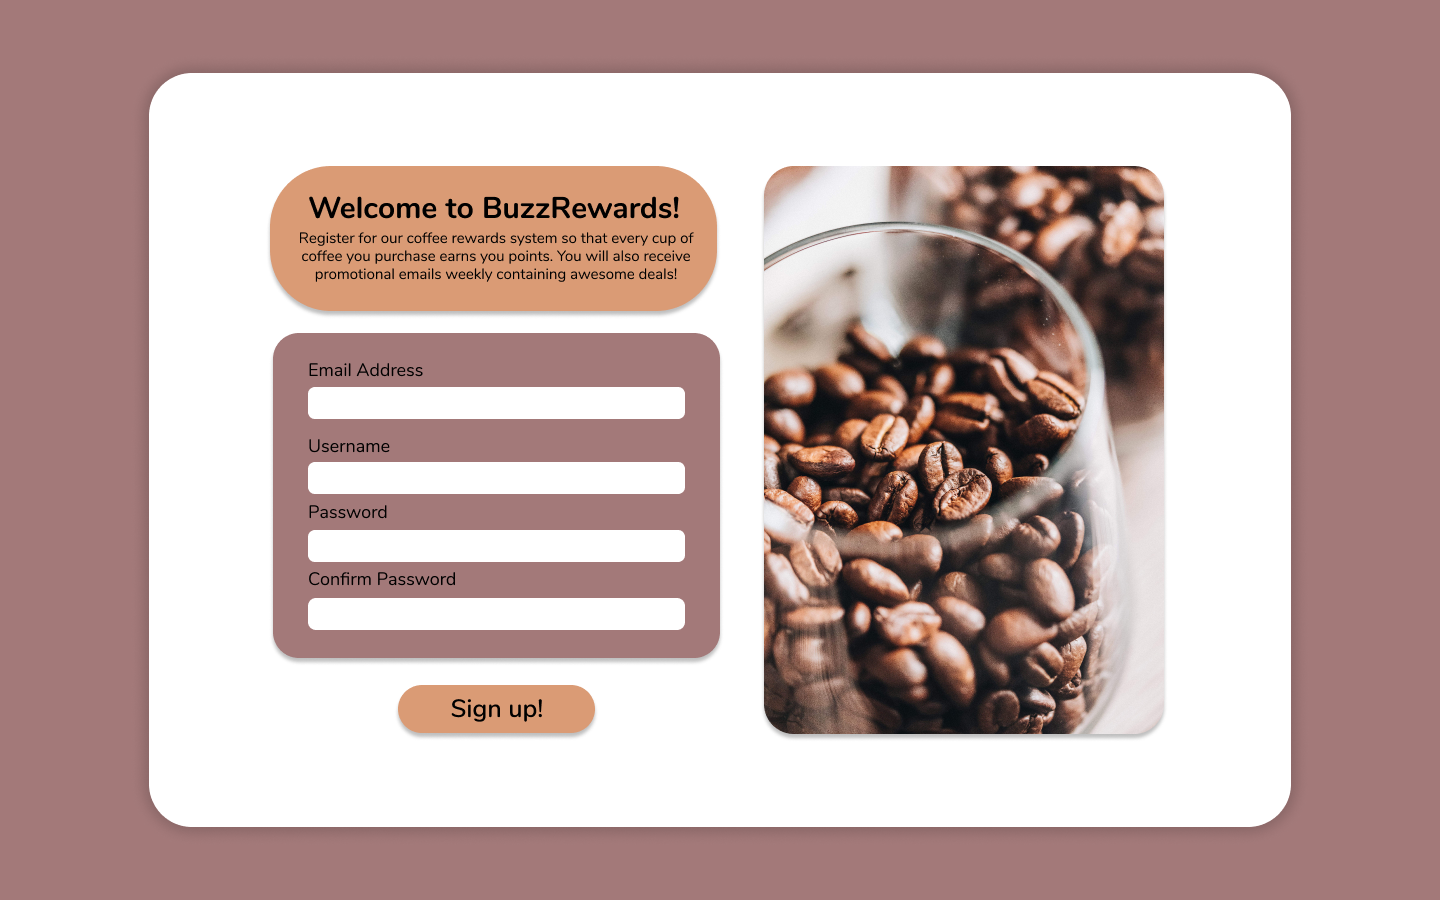 Welcome to BuzzRewards!
Register for our coffee rewards system so that every cup of
coffee you purchase earns you points. You will also receive
promotional emails weekly containing awesome deals!
Email Address
Username
Password
Confirm Password
Sign up!